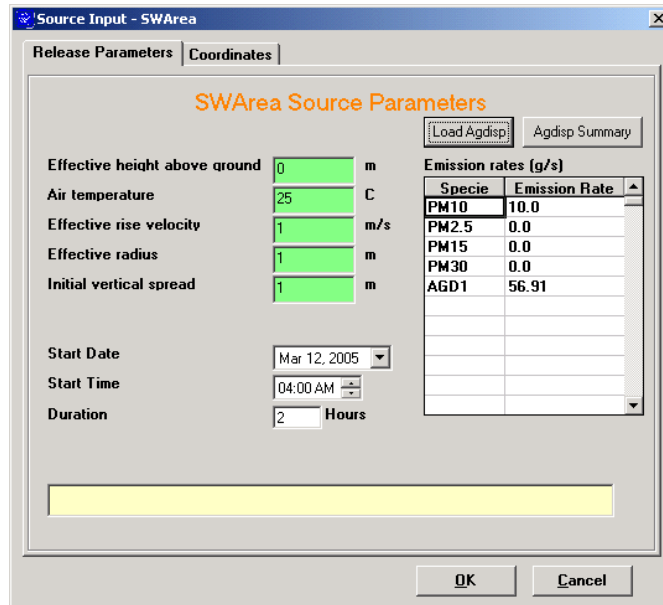 Source Input - SWArea
Release Parameters Coordinates
SWArea Source Parameters
Load Agdisp Agdisp Summary
Effective height above ground 0 m
Air temperature 25 C
Effective rise velocity 1 m/s
Effective radius 1 m
Initial vertical spread 1 m
Emission rates (g/s)
Specie Emission Rate
PM10 10.0
PM2.5 0.0
PM15 0.0
PM30 0.0
AGD1 56.91
Start Date Mar 12, 2005
Start Time 04:00 AM
Duration 2 Hours
OK Cancel